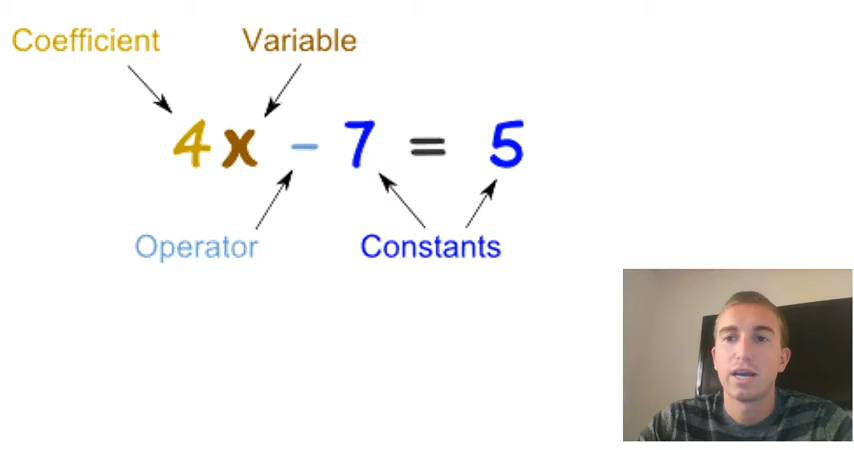 Coefficient Variable
4x - 7 = 5
Operator Constants